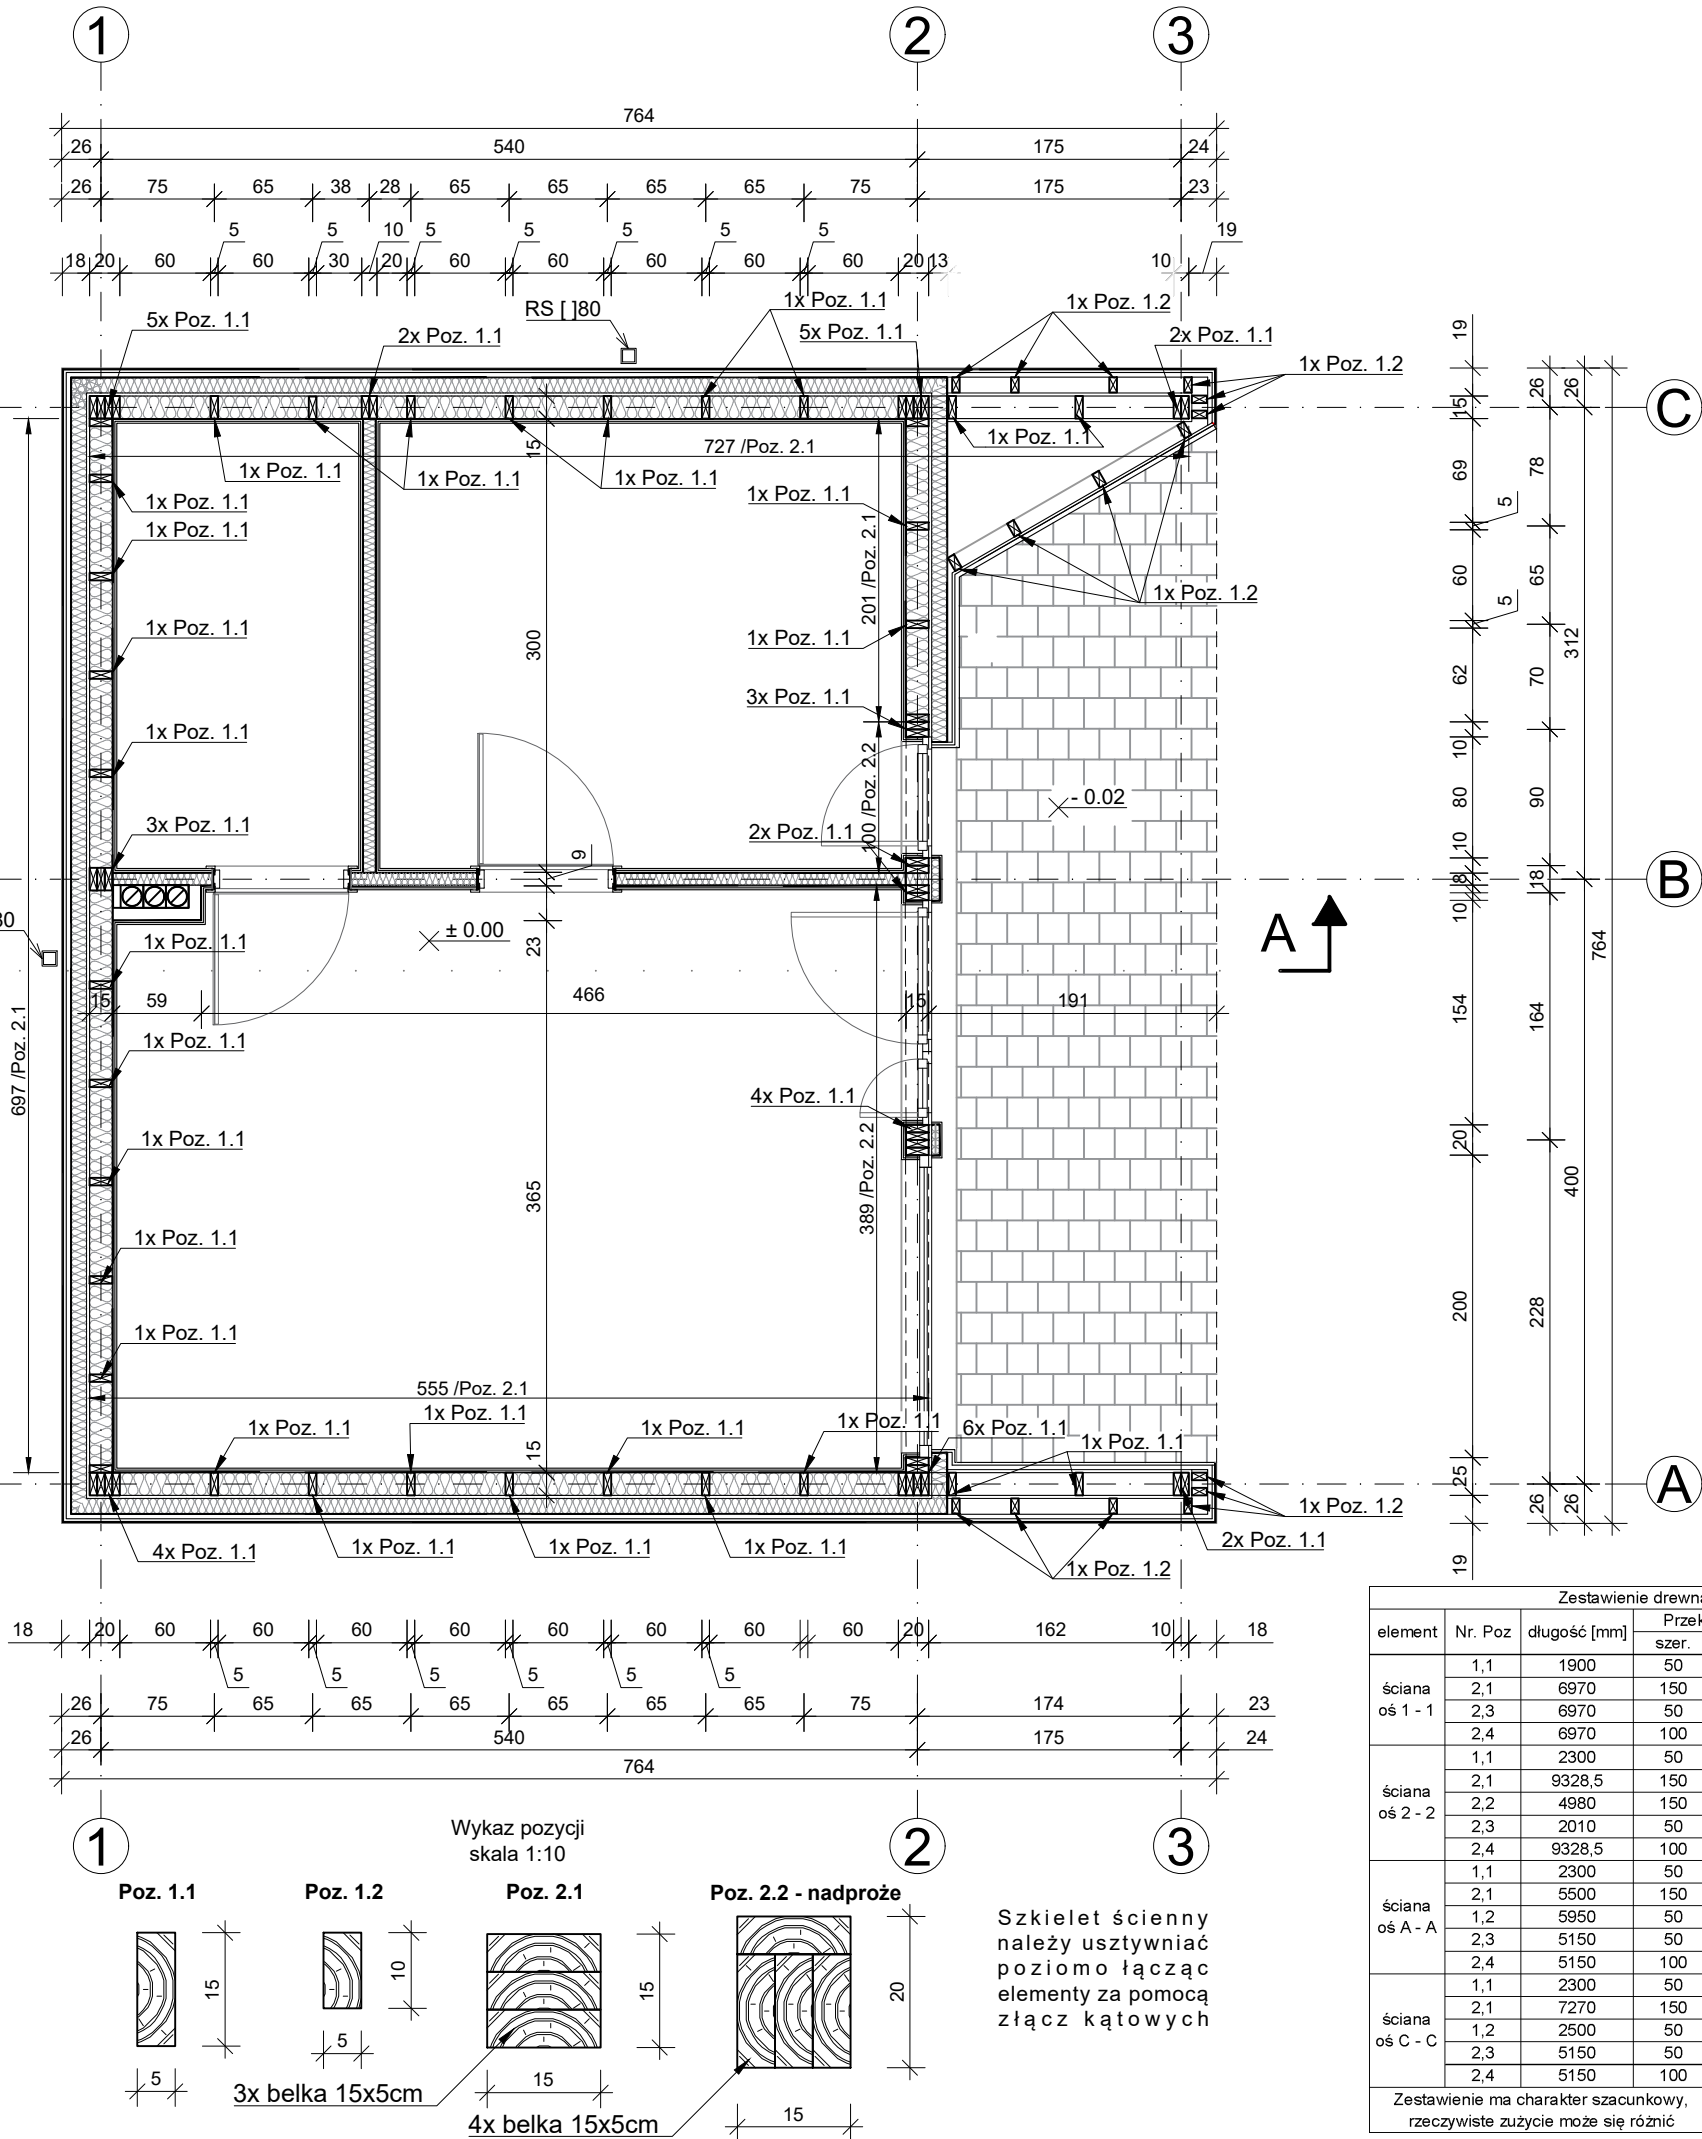 1 2 3
764
26 540 175 24
26 75 65 38 28 65 65 65 65 75 175 23
5 5 10 5 5 5 5 5 19
18 20 60 60 30 20 60 60 60 60 60 20 13 10
RS [ ]80
1x Poz. 1.1
1x Poz. 1.2
5x Poz. 1.1
2x Poz. 1.1
5x Poz. 1.1
2x Poz. 1.1
1x Poz. 1.2
19
15
26
26
C
1x Poz. 1.1
15
727 /Poz. 2.1
1x Poz. 1.1
1x Poz. 1.1
1x Poz. 1.1
69
78
1x Poz. 1.1
1x Poz. 1.1
5
1x Poz. 1.1
201 /Poz. 2.1
60
65
1x Poz. 1.2
5
1x Poz. 1.1
1x Poz. 1.1
300
312
62
70
3x Poz. 1.1
1x Poz. 1.1
10
100 /Poz. 2.2
- 0.02
80
90
3x Poz. 1.1
2x Poz. 1.1
9
10
8
18
B
10
30
± 0.00
1x Poz. 1.1
23
A
764
15 59 466 15 191
154
164
697 /Poz. 2.1
1x Poz. 1.1
4x Poz. 1.1
1x Poz. 1.1
20
365
389 /Poz. 2.2
400
1x Poz. 1.1
200
228
1x Poz. 1.1
555 /Poz. 2.1
1x Poz. 1.1
1x Poz. 1.1
1x Poz. 1.1
1x Poz. 1.1
6x Poz. 1.1
1x Poz. 1.1
15
25
A
26
26
1x Poz. 1.2
4x Poz. 1.1
1x Poz. 1.1
1x Poz. 1.1
1x Poz. 1.1
1x Poz. 1.2
2x Poz. 1.1
19
18 20 60 60 60 60 60 60 60 60 20 162 10 18
5 5 5 5 5 5
26 75 65 65 65 65 65 65 75 174 23
26 540 175 24
764
1 2 3
Wykaz pozycji
skala 1:10
Poz. 1.1
Poz. 1.2
Poz. 2.1
Poz. 2.2 - nadproże
15
5
10
5
15
15
20
15
3x belka 15x5cm
4x belka 15x5cm
Szkielet ścienny
należy usztywniać
poziomo łącząc
elementy za pomocą
złącz kątowych
Zestawienie drewna
element Nr. Poz długość [mm] Przek
szer.
ściana
oś 1 - 1
1,1 1900 50
2,1 6970 150
2,3 6970 50
2,4 6970 100
ściana
oś 2 - 2
1,1 2300 50
2,1 9328,5 150
2,2 4980 150
2,3 2010 50
2,4 9328,5 100
ściana
oś A - A
1,1 2300 50
2,1 5500 150
1,2 5950 50
2,3 5150 50
2,4 5150 100
ściana
oś C - C
1,1 2300 50
2,1 7270 150
1,2 2500 50
2,3 5150 50
2,4 5150 100
Zestawienie ma charakter szacunkowy,
rzeczywiste zużycie może się różnić